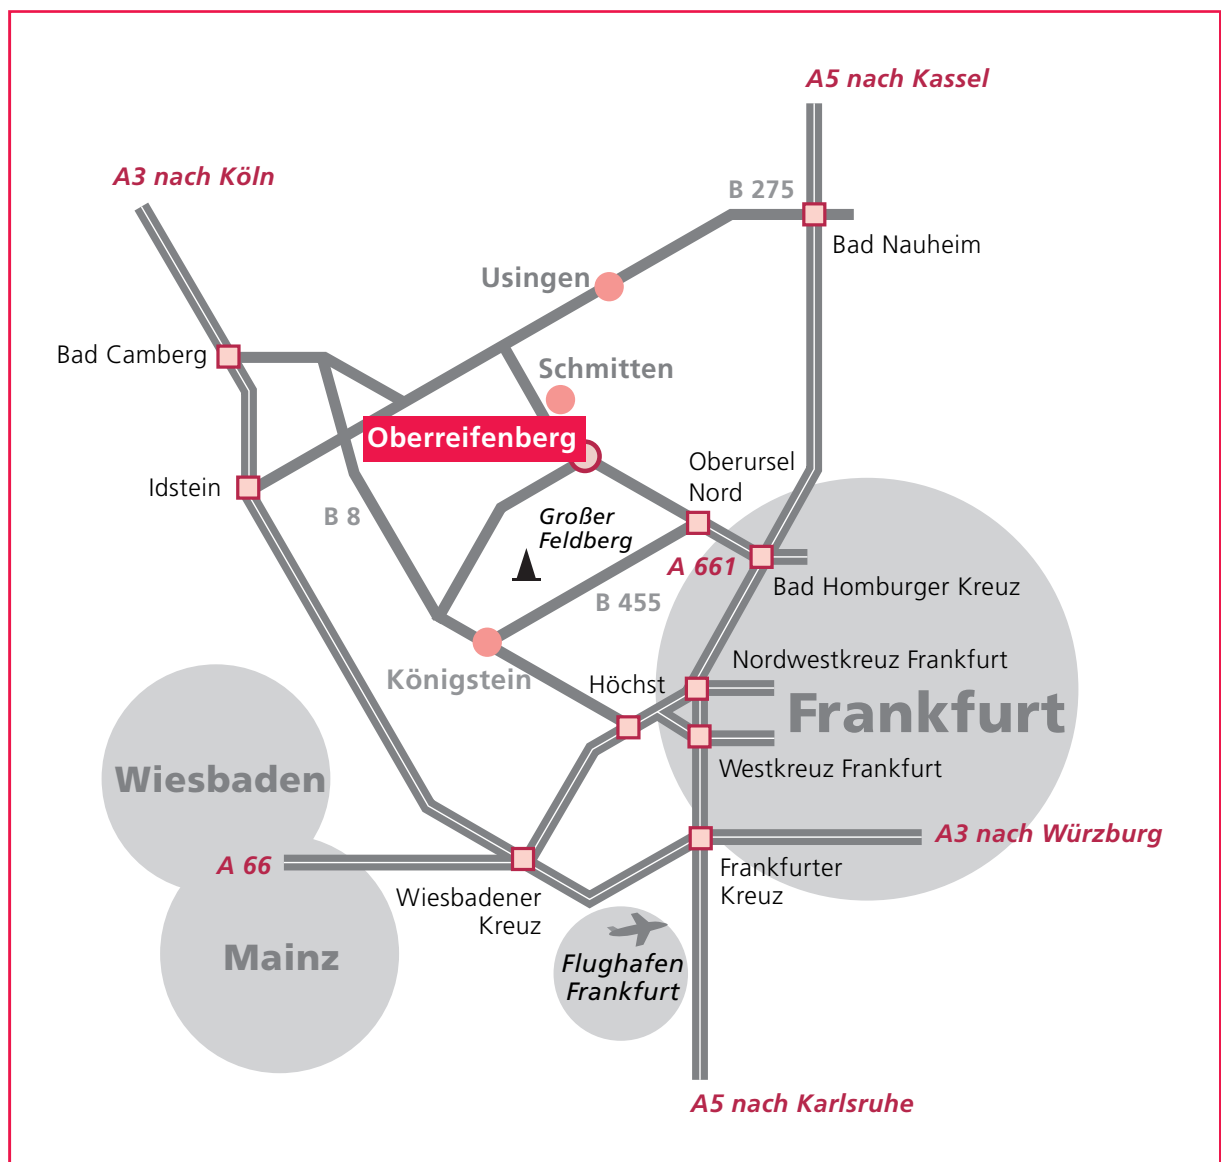 A5 nach Kassel
A3 nach Köln
B 275
Bad Nauheim
Usingen
Bad Camberg
Schmitten
Oberreifenberg
Oberursel
Nord
Idstein
B 8
Großer
Feldberg
A 661
Bad Homburger Kreuz
B 455
Königstein
Höchst
Nordwestkreuz Frankfurt
Frankfurt
Westkreuz Frankfurt
Wiesbaden
A3 nach Würzburg
A 66
Frankfurter
Kreuz
Wiesbadener
Kreuz
Mainz
Flughafen
Frankfurt
A5 nach Karlsruhe